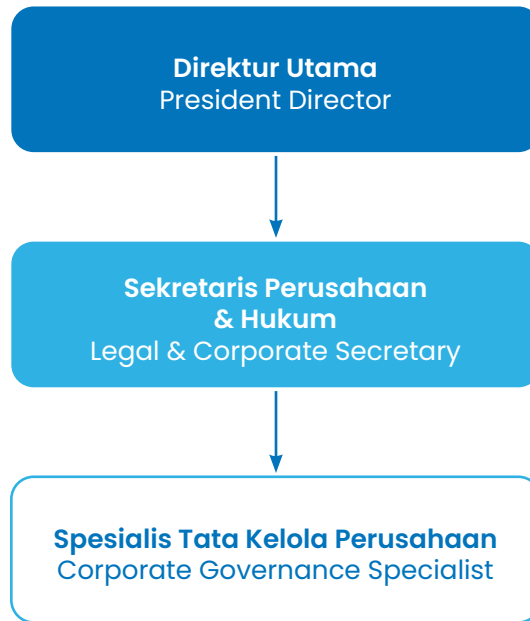 Direktur Utama
President Director
Sekretaris Perusahaan
& Hukum
Legal & Corporate Secretary
Spesialis Tata Kelola Perusahaan
Corporate Governance Specialist